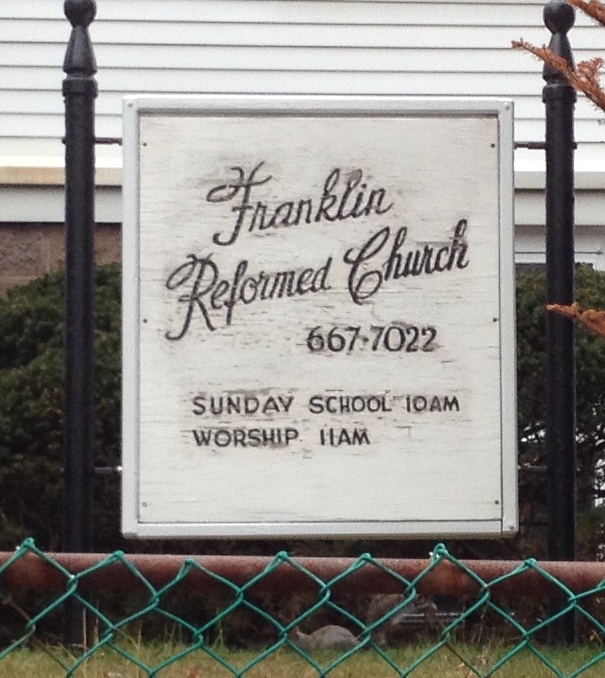 Franklin
Reformed Church
667-7022
SUNDAY SCHOOL 10AM
WORSHIP 11AM